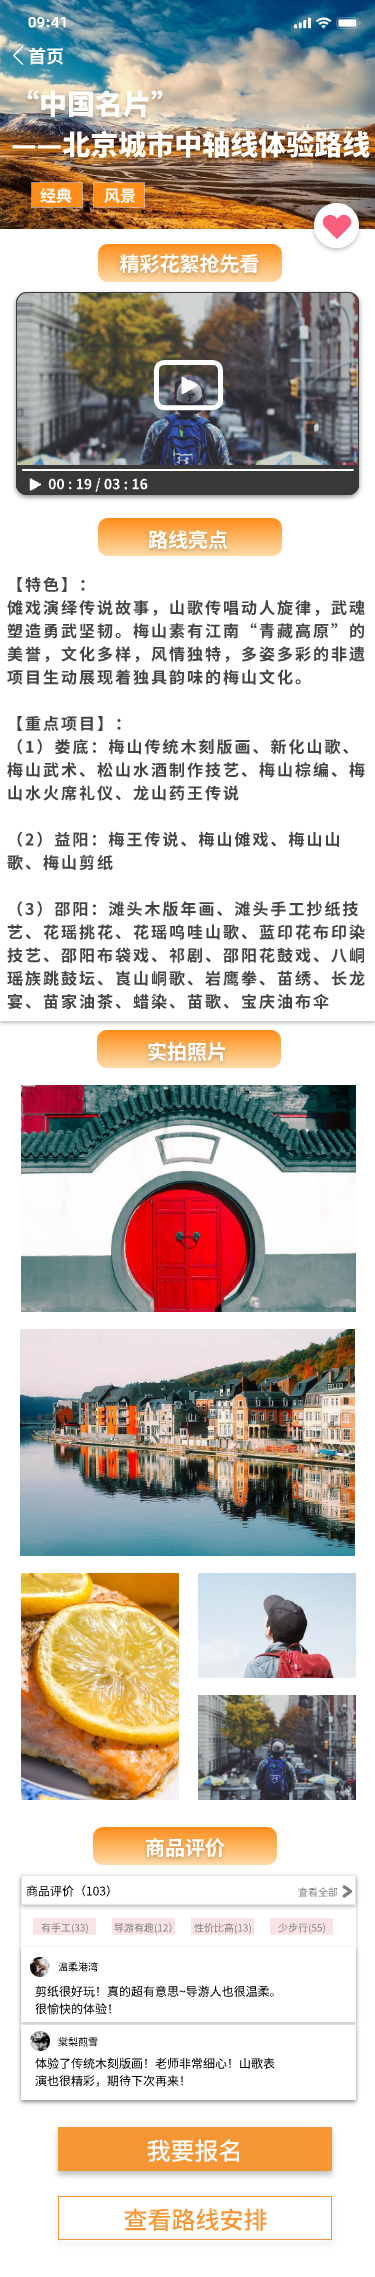 09:41
首页
“中国名片”
——北京城市中轴线体验路线
经典 风景
精彩花絮抢先看
00 : 19 / 03 : 16
路线亮点
【特色】:
傩戏演绎传说故事，山歌传唱动人旋律，武魂
塑造勇武坚韧。梅山素有江南“青藏高原”的
美誉，文化多样，风情独特，多姿多彩的非遗
项目生动展现着独具韵味的梅山文化。
【重点项目】:
（1）娄底：梅山传统木刻版画、新化山歌、
梅山武术、松山水酒制作技艺、梅山棕编、梅
山水火席礼仪、龙山药王传说
（2）益阳：梅王传说、梅山傩戏、梅山山
歌、梅山剪纸
（3）邵阳：滩头木版年画、滩头手工抄纸技
艺、花瑶挑花、花瑶呜哇山歌、蓝印花布印染
技艺、邵阳布袋戏、祁剧、邵阳花鼓戏、八峒
瑶族跳鼓坛、崀山峒歌、岩鹰拳、苗绣、长龙
宴、苗家油茶、蜡染、苗歌、宝庆油布伞
实拍照片
商品评价
商品评价（103） 查看全部
有手工(33) 导游有趣(12) 性价比高(13) 少步行(55)
温柔港湾
剪纸很好玩！真的超有意思~导游人也很温柔。
很愉快的体验！
棠梨煎雪
体验了传统木刻版画！老师非常细心！山歌表
演也很精彩，期待下次再来！
我要报名
查看路线安排